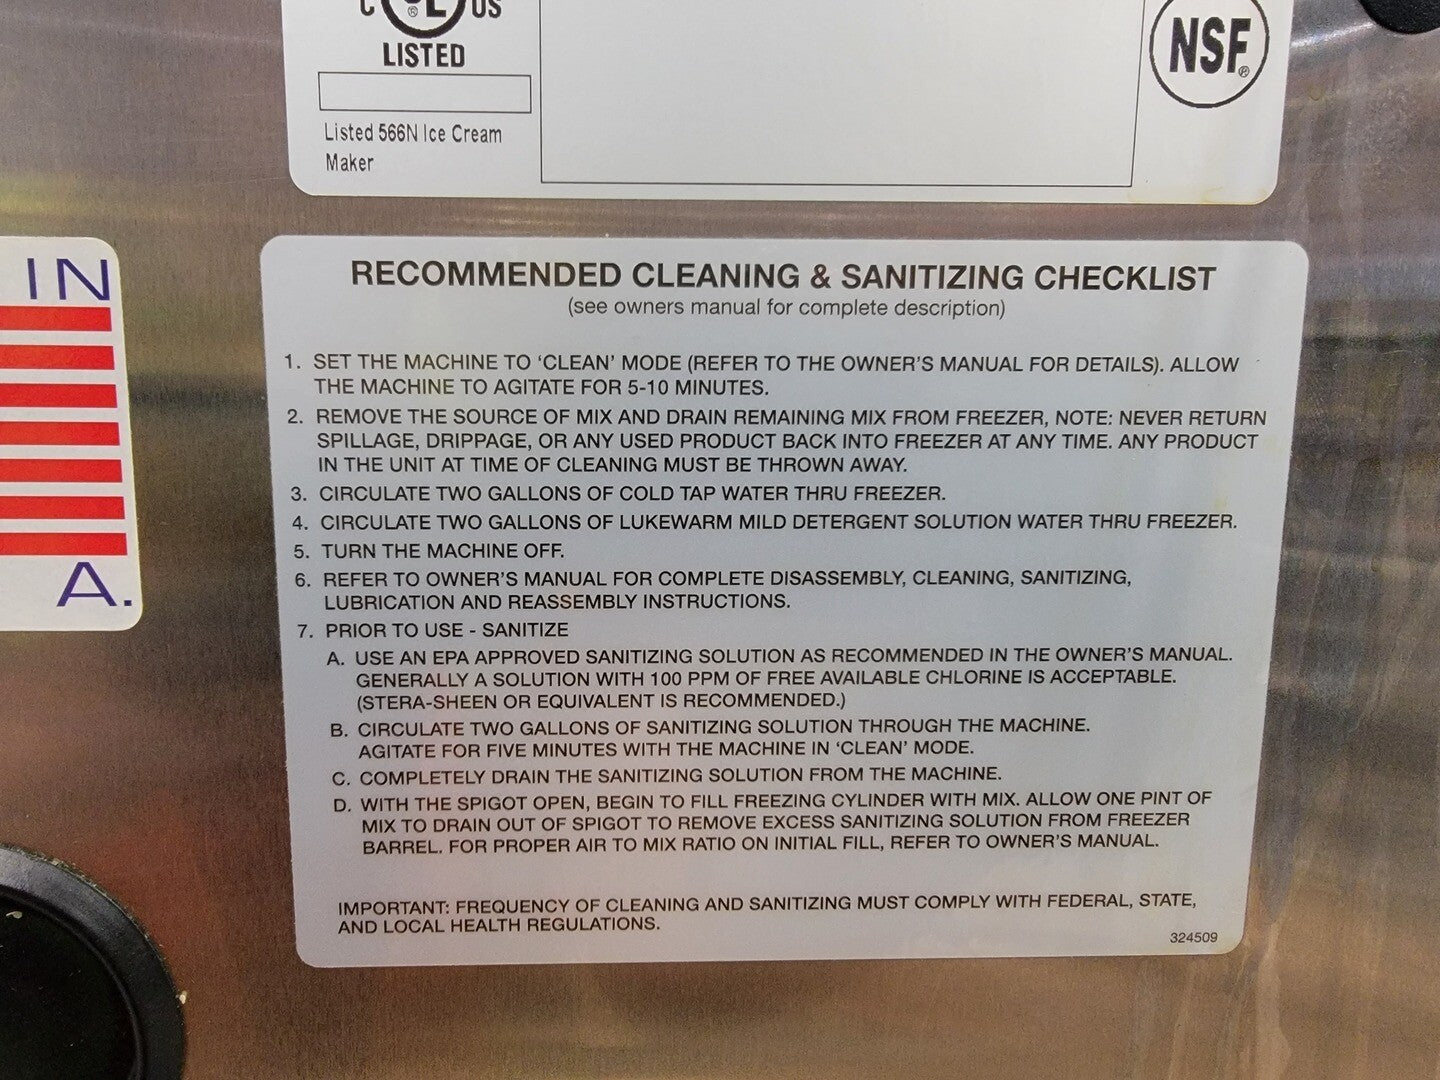 C UL US
®
LISTED
Listed 566N Ice Cream
Maker
NSF®
IN
A.
RECOMMENDED CLEANING & SANITIZING CHECKLIST
(see owners manual for complete description)
1. SET THE MACHINE TO ‘CLEAN’ MODE (REFER TO THE OWNER’S MANUAL FOR DETAILS). ALLOW
THE MACHINE TO AGITATE FOR 5-10 MINUTES.
2. REMOVE THE SOURCE OF MIX AND DRAIN REMAINING MIX FROM FREEZER, NOTE: NEVER RETURN
SPILLAGE, DRIPPAGE, OR ANY USED PRODUCT BACK INTO FREEZER AT ANY TIME. ANY PRODUCT
IN THE UNIT AT TIME OF CLEANING MUST BE THROWN AWAY.
3. CIRCULATE TWO GALLONS OF COLD TAP WATER THRU FREEZER.
4. CIRCULATE TWO GALLONS OF LUKEWARM MILD DETERGENT SOLUTION WATER THRU FREEZER.
5. TURN THE MACHINE OFF.
6. REFER TO OWNER’S MANUAL FOR COMPLETE DISASSEMBLY, CLEANING, SANITIZING,
LUBRICATION AND REASSEMBLY INSTRUCTIONS.
7. PRIOR TO USE - SANITIZE
A. USE AN EPA APPROVED SANITIZING SOLUTION AS RECOMMENDED IN THE OWNER’S MANUAL.
GENERALLY A SOLUTION WITH 100 PPM OF FREE AVAILABLE CHLORINE IS ACCEPTABLE.
(STERA-SHEEN OR EQUIVALENT IS RECOMMENDED.)
B. CIRCULATE TWO GALLONS OF SANITIZING SOLUTION THROUGH THE MACHINE.
AGITATE FOR FIVE MINUTES WITH THE MACHINE IN ‘CLEAN’ MODE.
C. COMPLETELY DRAIN THE SANITIZING SOLUTION FROM THE MACHINE.
D. WITH THE SPIGOT OPEN, BEGIN TO FILL FREEZING CYLINDER WITH MIX. ALLOW ONE PINT OF
MIX TO DRAIN OUT OF SPIGOT TO REMOVE EXCESS SANITIZING SOLUTION FROM FREEZER
BARREL. FOR PROPER AIR TO MIX RATIO ON INITIAL FILL, REFER TO OWNER’S MANUAL.
IMPORTANT: FREQUENCY OF CLEANING AND SANITIZING MUST COMPLY WITH FEDERAL, STATE,
AND LOCAL HEALTH REGULATIONS.
324509